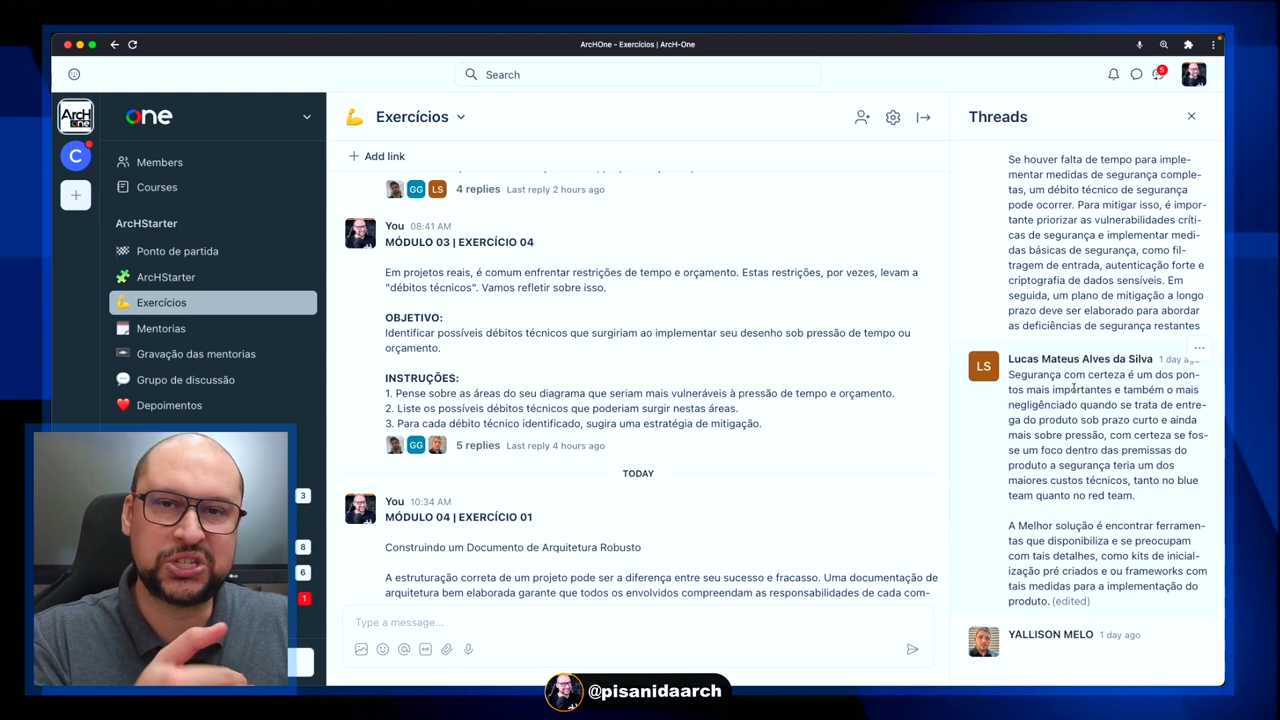 ArcHOne - Exercícios | ArcH-One
Search
6
ArcH
One
one
C
Members
Courses
ArcHStarter
Ponto de partida
ArcHStarter
Exercícios
Mentorias
Gravação das mentorias
Grupo de discussão
Depoimentos
3
8
6
1
Exercícios
Add link
GG
LS
4 replies Last reply 2 hours ago
You 08:41 AM
MÓDULO 03 | EXERCÍCIO 04
Em projetos reais, é comum enfrentar restrições de tempo e orçamento. Estas restrições, por vezes, levam a
"débitos técnicos". Vamos refletir sobre isso.
OBJETIVO:
Identificar possíveis débitos técnicos que surgiriam ao implementar seu desenho sob pressão de tempo ou
orçamento.
INSTRUÇÕES:
1. Pense sobre as áreas do seu diagrama que seriam mais vulneráveis à pressão de tempo e orçamento.
2. Liste os possíveis débitos técnicos que poderiam surgir nestas áreas.
3. Para cada débito técnico identificado, sugira uma estratégia de mitigação.
GG
5 replies Last reply 4 hours ago
TODAY
You 10:34 AM
MÓDULO 04 | EXERCÍCIO 01
Construindo um Documento de Arquitetura Robusto
A estruturação correta de um projeto pode ser a diferença entre seu sucesso e fracasso. Uma documentação de
arquitetura bem elaborada garante que todos os envolvidos compreendam as responsabilidades de cada com-
Type a message...
GIF
Threads
Se houver falta de tempo para imple-
mentar medidas de segurança comple-
tas, um débito técnico de segurança
pode ocorrer. Para mitigar isso, é impor-
tante priorizar as vulnerabilidades críti-
cas de segurança e implementar medi-
das básicas de segurança, como fil-
tragem de entrada, autenticação forte e
criptografia de dados sensíveis. Em
seguida, um plano de mitigação a longo
prazo deve ser elaborado para abordar
as deficiências de segurança restantes
LS
Lucas Mateus Alves da Silva 1 day ago
Segurança com certeza é um dos pon-
tos mais importantes e também o mais
negligênciado quando se trata de entre-
ga do produto sob prazo curto e ainda
mais sobre pressão, com certeza se fos-
se um foco dentro das premissas do
produto a segurança teria um dos
maiores custos técnicos, tanto no blue
team quanto no red team.
A Melhor solução é encontrar ferramen-
tas que disponibiliza e se preocupam
com tais detalhes, como kits de inicial-
ização pré criados e ou frameworks com
tais medidas para a implementação do
produto. (edited)
YALLISON MELO 1 day ago
@pisanidaarch